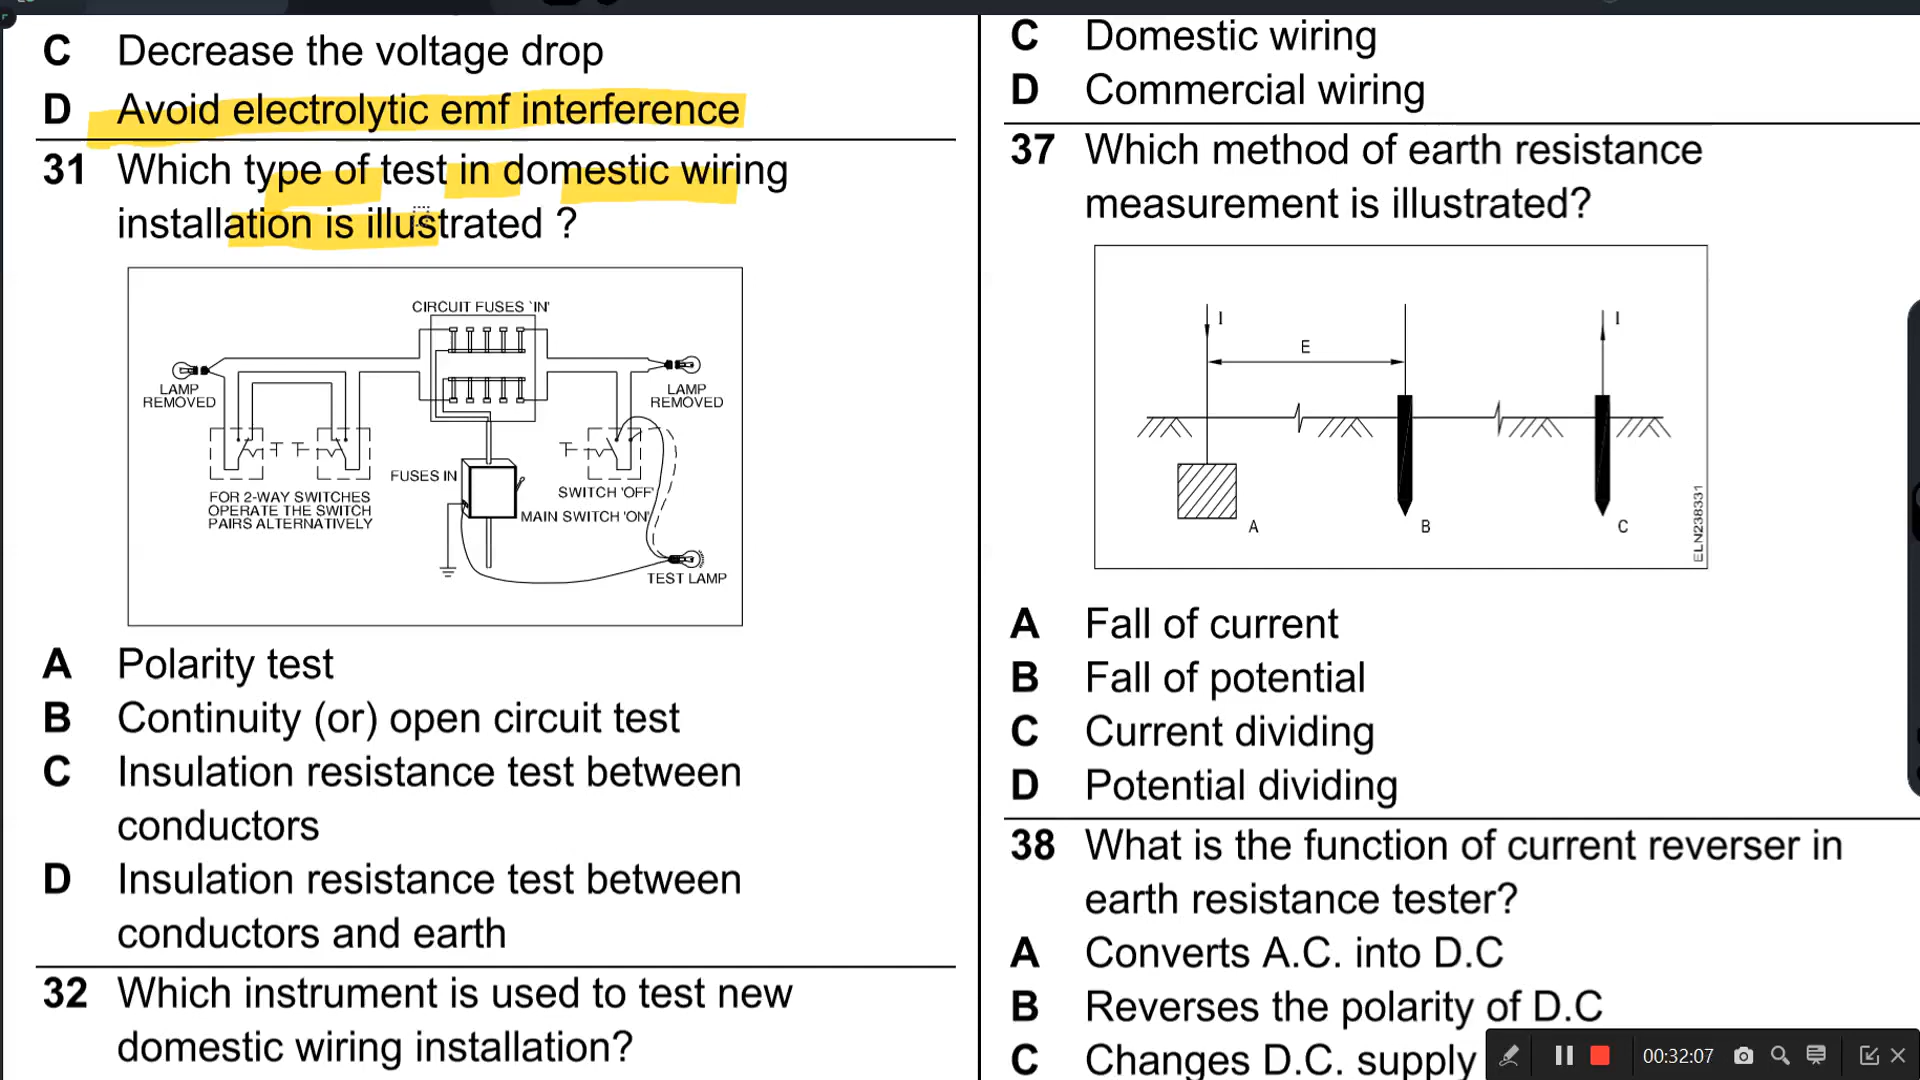 C Decrease the voltage drop
D Avoid electrolytic emf interference
31 Which type of test in domestic wiring
installation is illustrated ?
CIRCUIT FUSES `IN'
LAMP
REMOVED
LAMP
REMOVED
FUSES IN
SWITCH 'OFF'
FOR 2-WAY SWITCHES
OPERATE THE SWITCH
PAIRS ALTERNATIVELY
MAIN SWITCH 'ON'
TEST LAMP
A Polarity test
B Continuity (or) open circuit test
C Insulation resistance test between
conductors
D Insulation resistance test between
conductors and earth
32 Which instrument is used to test new
domestic wiring installation?
C Domestic wiring
D Commercial wiring
37 Which method of earth resistance
measurement is illustrated?
I
I
E
A
B
C
ELN238331
A Fall of current
B Fall of potential
C Current dividing
D Potential dividing
38 What is the function of current reverser in
earth resistance tester?
A Converts A.C. into D.C
B Reverses the polarity of D.C
C Changes D.C. supply
00:32:07